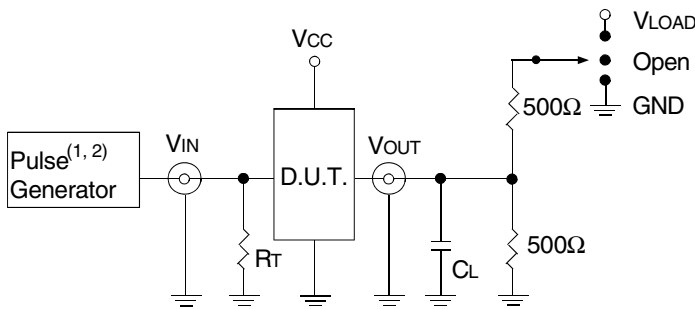 VLOAD
VCC
Open
500Ω
GND
VIN
VOUT
Pulse(1, 2)
Generator
D.U.T.
RT
CL
500Ω